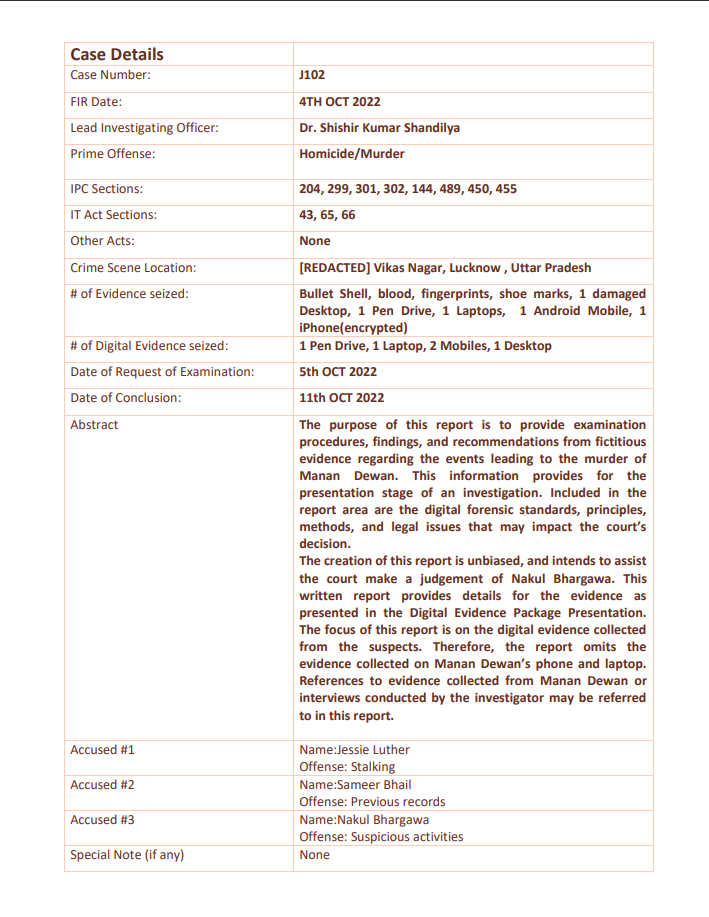 Case Details
Case Number: J102
FIR Date: 4TH OCT 2022
Lead Investigating Officer: Dr. Shishir Kumar Shandilya
Prime Offense: Homicide/Murder
IPC Sections: 204, 299, 301, 302, 144, 489, 450, 455
IT Act Sections: 43, 65, 66
Other Acts: None
Crime Scene Location: [REDACTED] Vikas Nagar, Lucknow , Uttar Pradesh
# of Evidence seized: Bullet Shell, blood, fingerprints, shoe marks, 1 damaged
Desktop, 1 Pen Drive, 1 Laptops, 1 Android Mobile, 1
iPhone(encrypted)
# of Digital Evidence seized: 1 Pen Drive, 1 Laptop, 2 Mobiles, 1 Desktop
Date of Request of Examination: 5th OCT 2022
Date of Conclusion: 11th OCT 2022
Abstract The purpose of this report is to provide examination
procedures, findings, and recommendations from fictitious
evidence regarding the events leading to the murder of
Manan Dewan. This information provides for the
presentation stage of an investigation. Included in the
report area are the digital forensic standards, principles,
methods, and legal issues that may impact the court's
decision.
The creation of this report is unbiased, and intends to assist
the court make a judgement of Nakul Bhargawa. This
written report provides details for the evidence as
presented in the Digital Evidence Package Presentation.
The focus of this report is on the digital evidence collected
from the suspects. Therefore, the report omits the
evidence collected on Manan Dewan's phone and laptop.
References to evidence collected from Manan Dewan or
interviews conducted by the investigator may be referred
to in this report.
Accused #1 Name:Jessie Luther
Offense: Stalking
Accused #2 Name:Sameer Bhail
Offense: Previous records
Accused #3 Name:Nakul Bhargawa
Offense: Suspicious activities
Special Note (if any) None